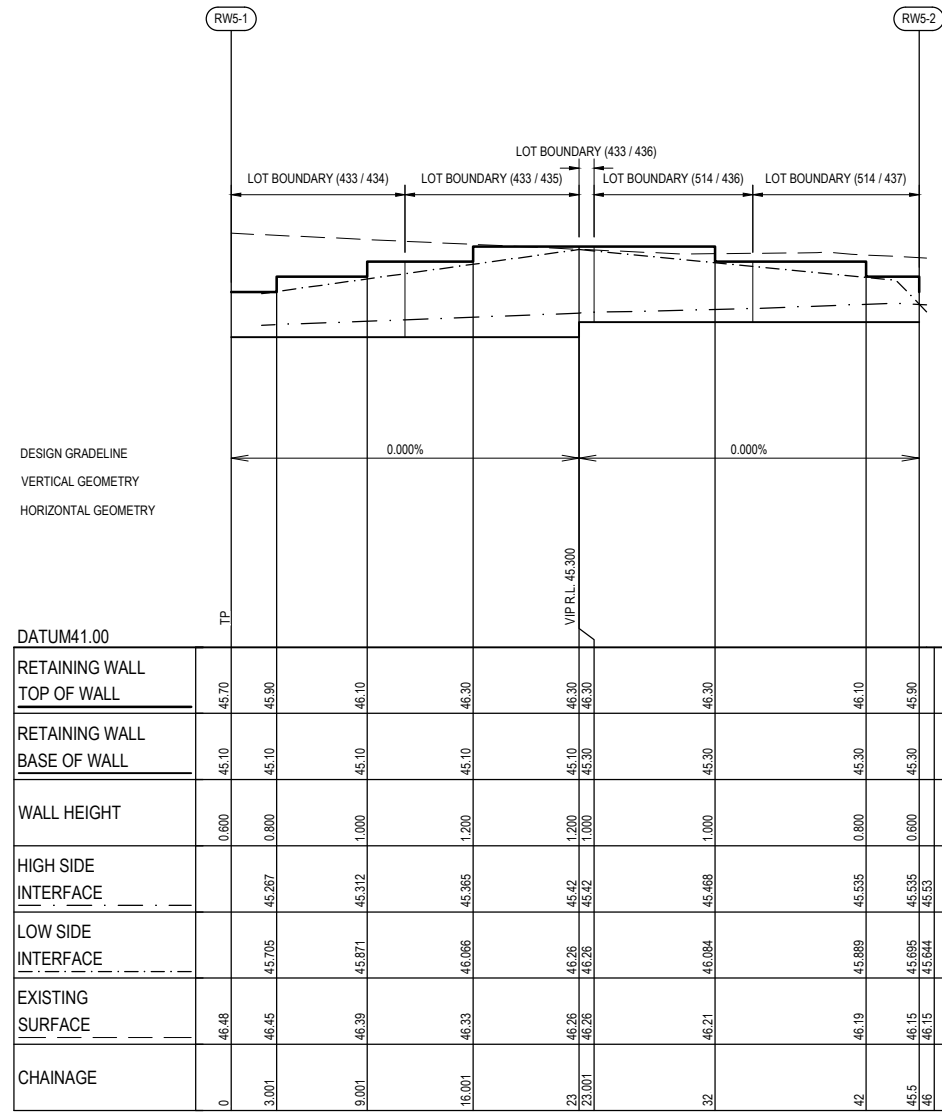 RW5-1
RW5-2
LOT BOUNDARY (433 / 436)
LOT BOUNDARY (433 / 434)
LOT BOUNDARY (433 / 435)
LOT BOUNDARY (514 / 436)
LOT BOUNDARY (514 / 437)
DESIGN GRADELINE
0.000%
0.000%
VERTICAL GEOMETRY
HORIZONTAL GEOMETRY
TP
VIP R.L. 45.300
DATUM41.00
RETAINING WALL
TOP OF WALL
45.70 45.90 46.10 46.30 46.30 46.30 46.30 46.10 45.90
RETAINING WALL
BASE OF WALL
45.10 45.10 45.10 45.10 45.10 45.30 45.30 45.30 45.30
WALL HEIGHT
0.600 0.800 1.000 1.200 1.200 1.000 1.000 0.800 0.600
HIGH SIDE
INTERFACE
45.267 45.312 45.365 45.42 45.42 45.468 45.535 45.535 45.53
LOW SIDE
INTERFACE
45.705 45.871 46.066 46.26 46.26 46.084 45.889 45.695 45.644
EXISTING
SURFACE
46.48 46.45 46.39 46.33 46.26 46.26 46.21 46.19 46.15 46.15
CHAINAGE
0 3.001 9.001 16.001 23 23.001 32 42 45.5 46